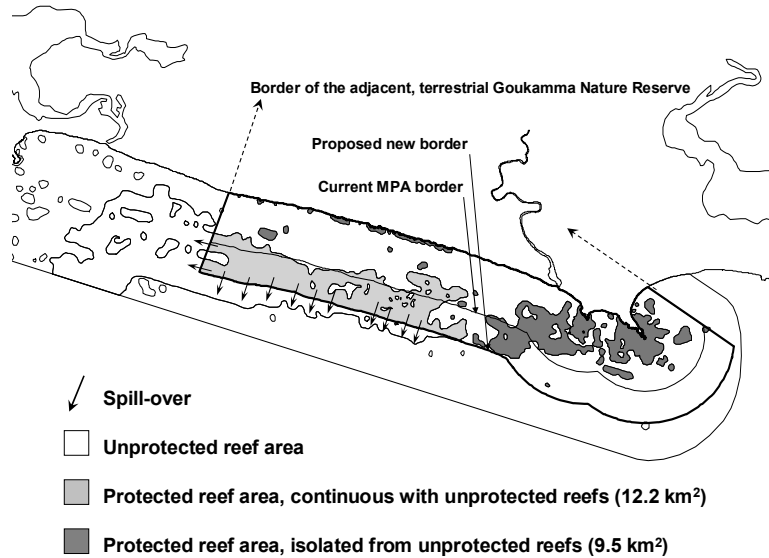 Border of the adjacent, terrestrial Goukamma Nature Reserve
Proposed new border
Current MPA border
Spill-over
Unprotected reef area
Protected reef area, continuous with unprotected reefs (12.2 km²)
Protected reef area, isolated from unprotected reefs (9.5 km²)